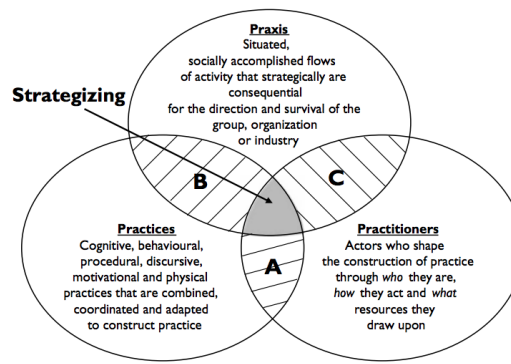 Praxis
Situated,
socially accomplished flows
of activity that strategically are
consequential
for the direction and survival of the
group, organization
or industry
Strategizing
B
C
Practices
Cognitive, behavioural,
procedural, discursive,
motivational and physical
practices that are combined,
coordinated and adapted
to construct practice
A
Practitioners
Actors who shape
the construction of practice
through who they are,
how they act and what
resources they
draw upon